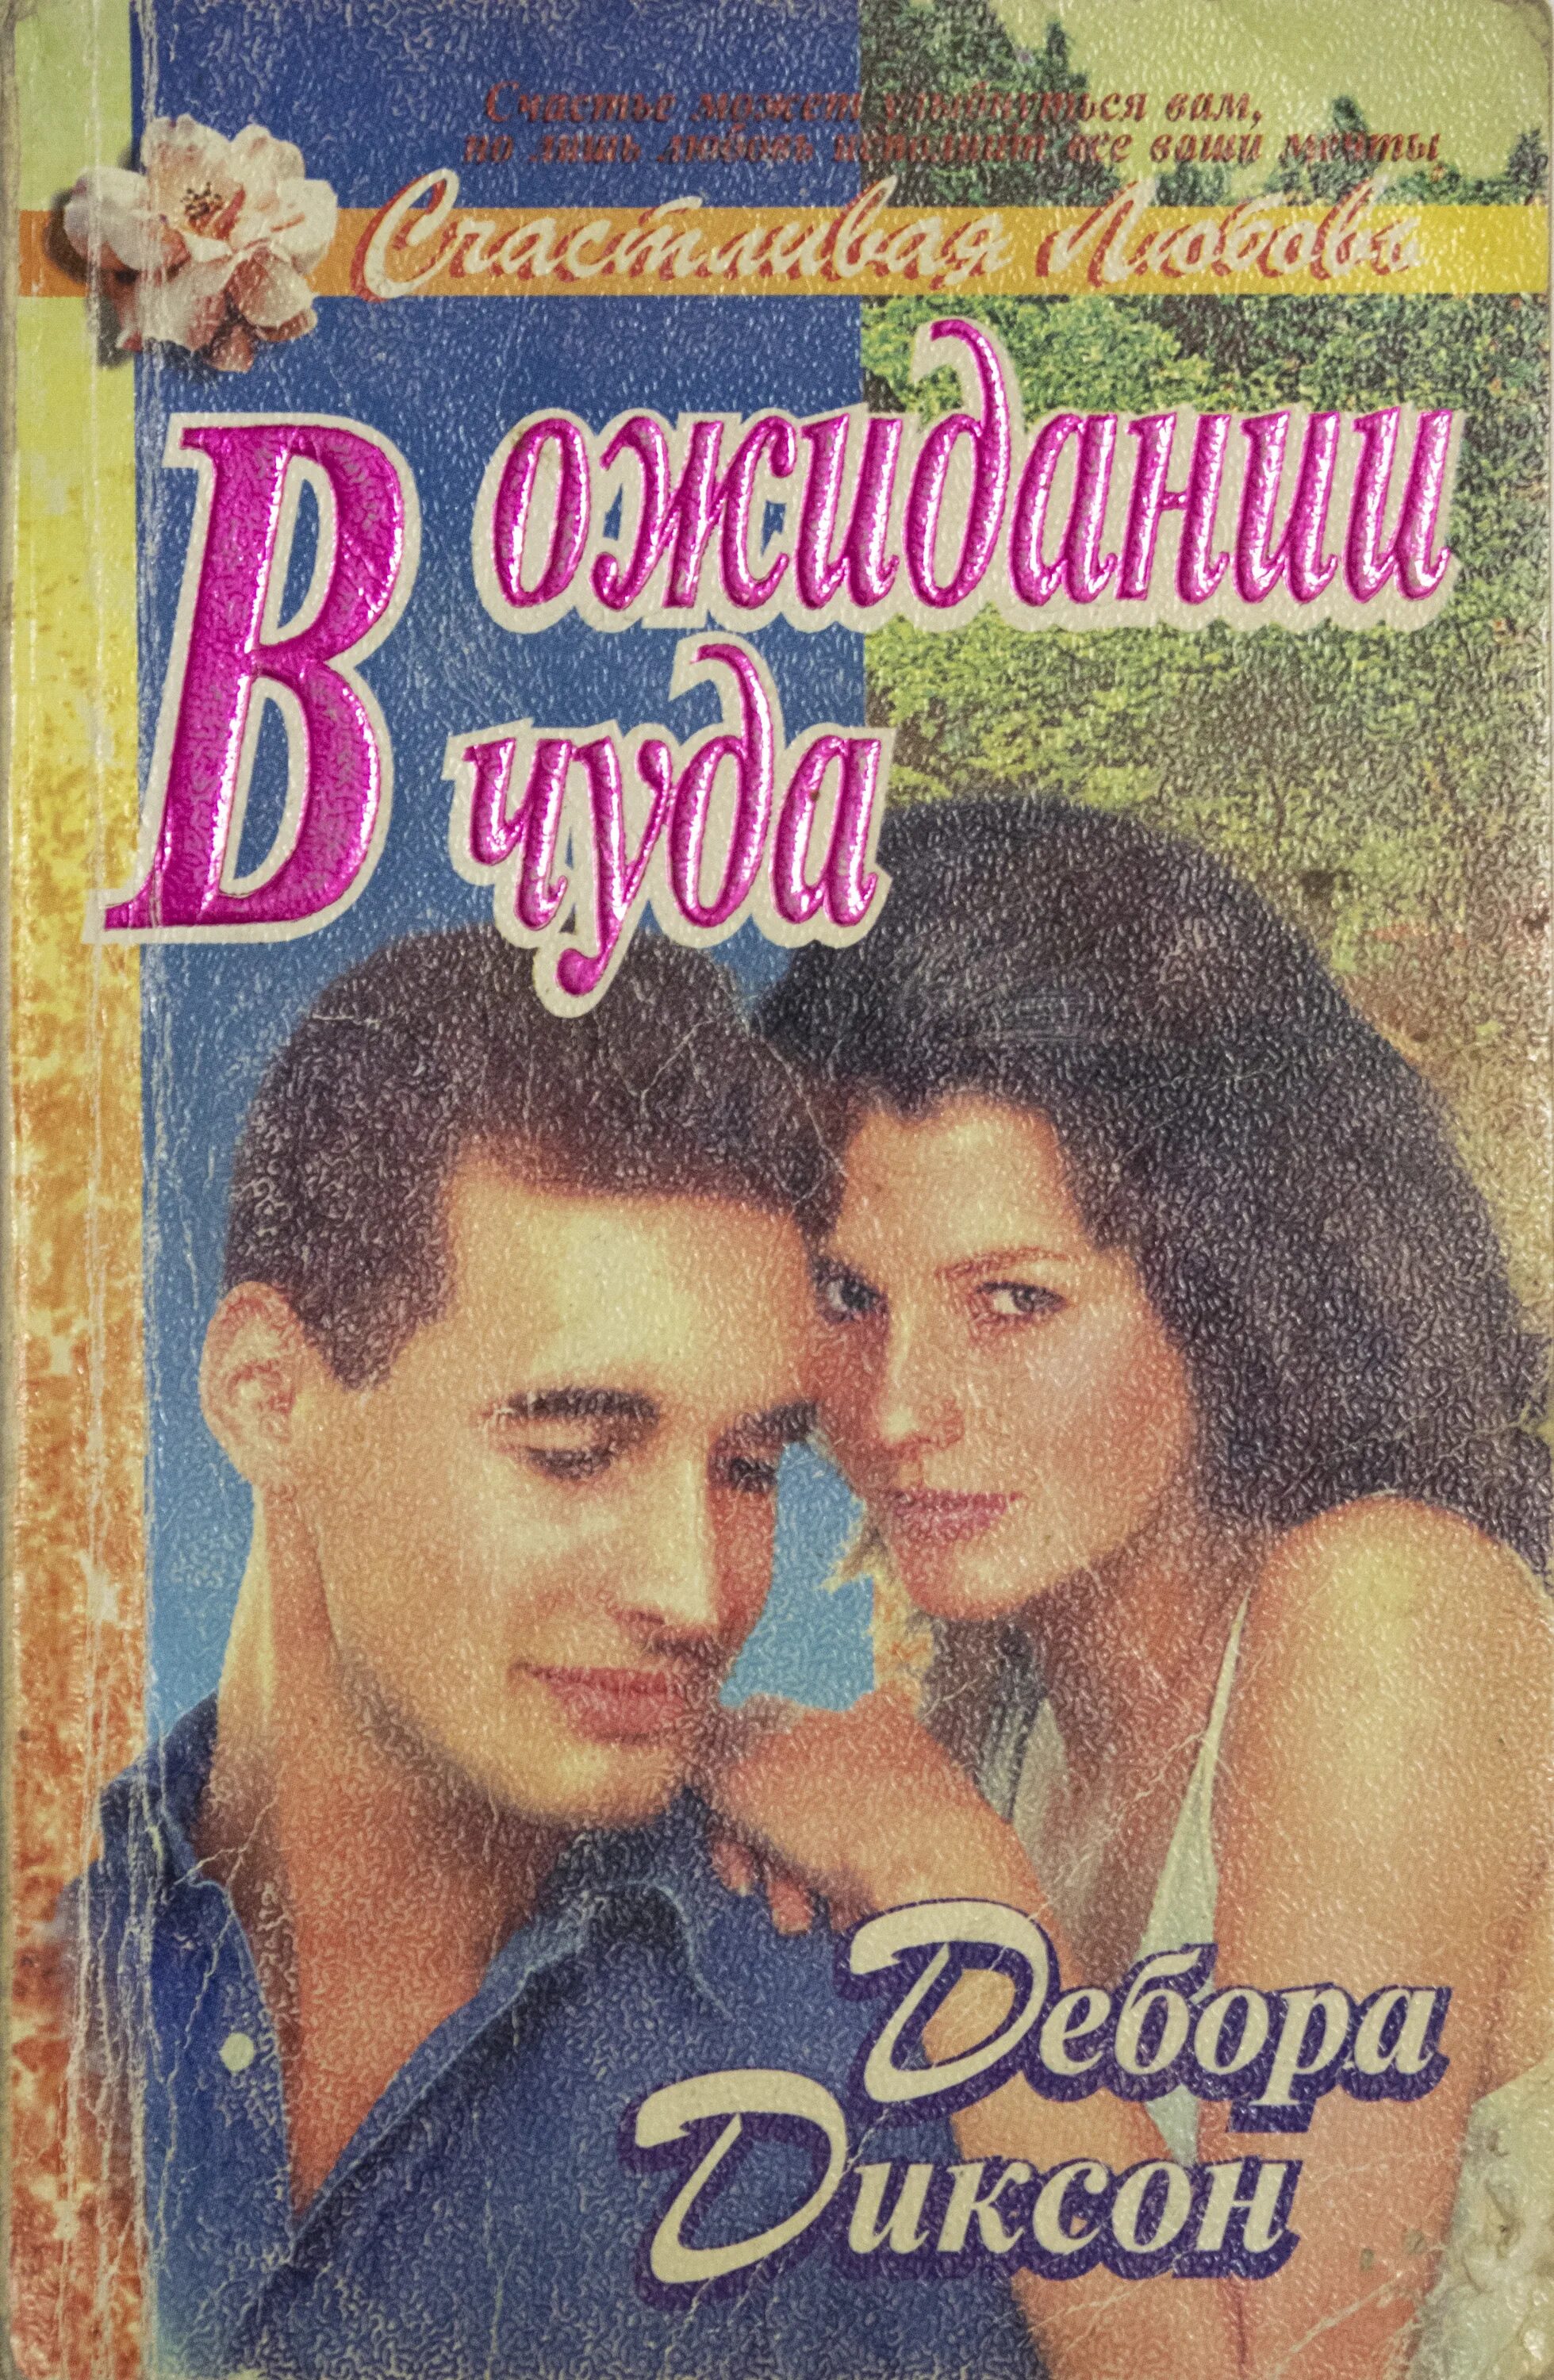 Счастье может улыбнуться вам,
но лишь любовь исполнит все ваши мечты
Счастливая Любовь
В ожидании
чуда
Дебора
Диксон